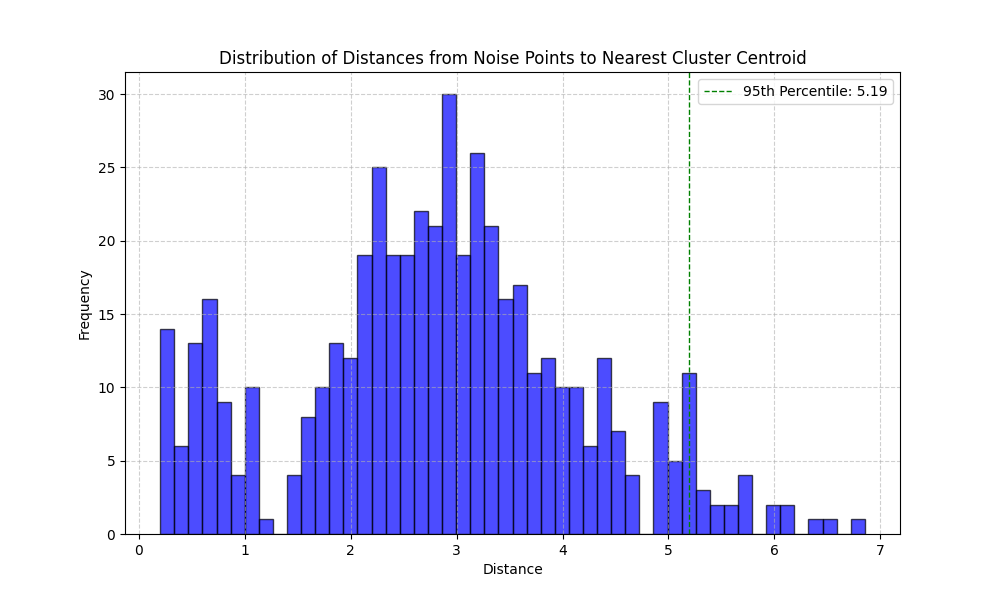 Distribution of Distances from Noise Points to Nearest Cluster Centroid
95th Percentile: 5.19
Frequency
30
25
20
15
10
5
0
0 1 2 3 4 5 6 7
Distance